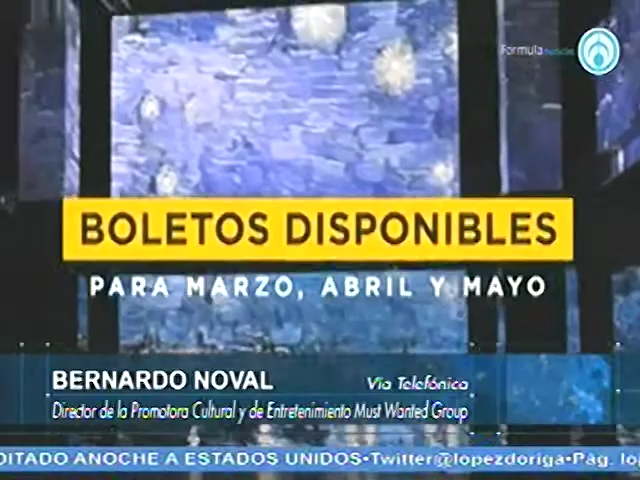 Formula
BOLETOS DISPONIBLES
PARA MARZO, ABRIL Y MAYO
BERNARDO NOVAL
Vía Telefónica
Director de la Promotora Cultural y de Entretenimiento Must Wanted Group
DITADO ANOCHE A ESTADOS UNIDOS•Twitter@lopezdoriga•Pág. lop